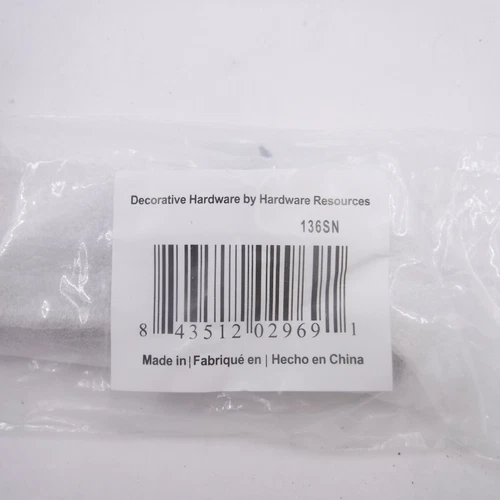 Decorative Hardware by Hardware Resources
136SN
8 43512 02969 1
Made in | Fabriqué en | Hecho en China